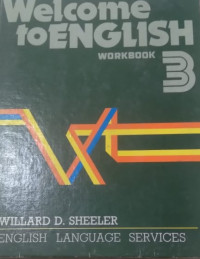 Welcome
to ENGLISH
WORKBOOK
3
WILLARD D. SHEELER
ENGLISH LANGUAGE SERVICES